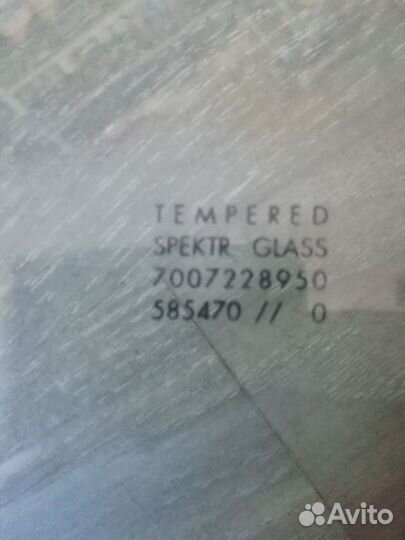 TEMPERED
SPEKTR GLASS
7007228950
585470 // 0
Avito